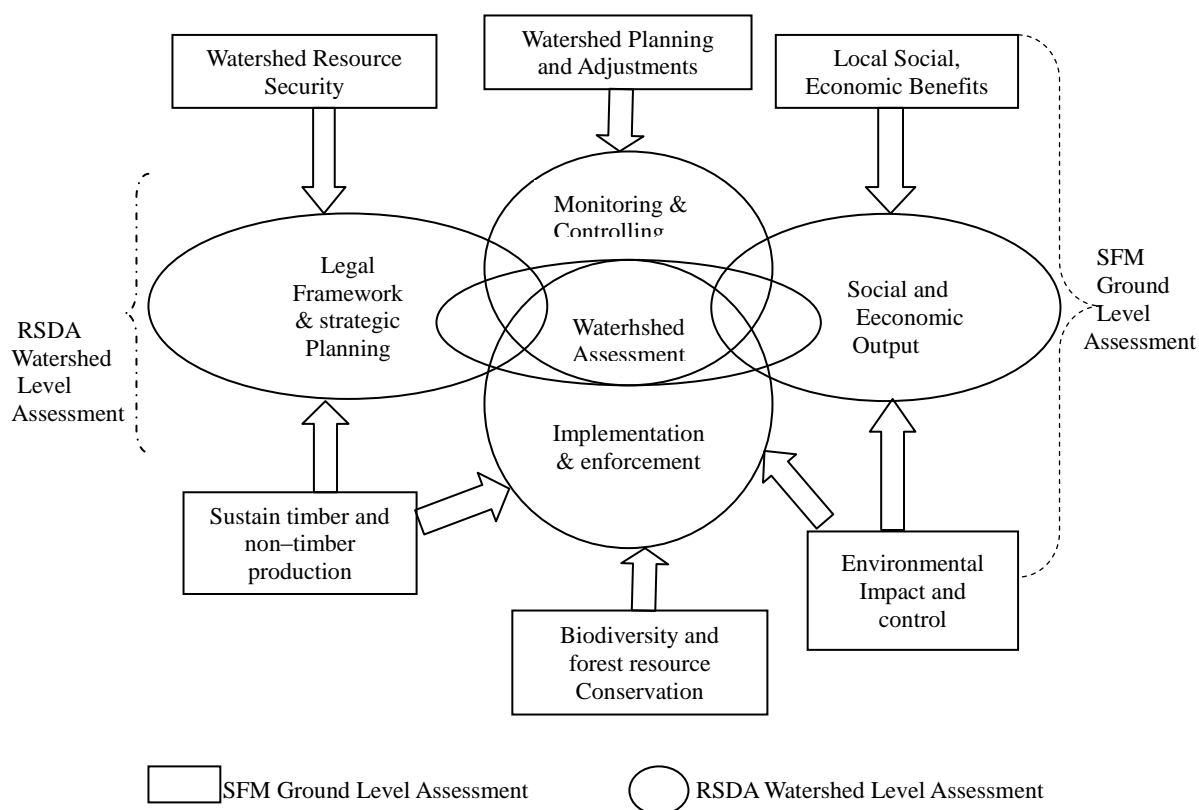 Watershed Resource
Security
Watershed Planning
and Adjustments
Local Social,
Economic Benefits
Monitoring &
Controlling
Legal
Framework
& strategic
Planning
Waterhshed
Assessment
Social and
Eeconomic
Output
SFM
Ground
Level
Assessment
RSDA
Watershed
Level
Assessment
Implementation
& enforcement
Sustain timber and
non–timber
production
Environmental
Impact and
control
Biodiversity and
forest resource
Conservation
SFM Ground Level Assessment
RSDA Watershed Level Assessment